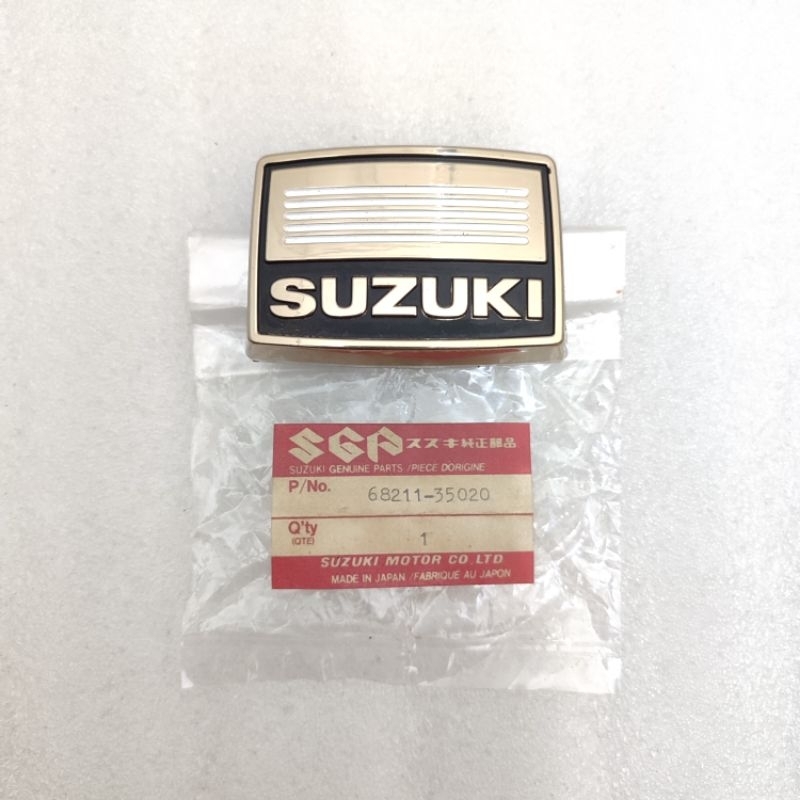 SUZUKI
SGP スズキ純正部品
SUZUKI GENUINE PARTS /PIECE DORIGINE
P/No. 68211-35020
Q'ty 1
(QTE)
SUZUKI MOTOR CO.,LTD
MADE IN JAPAN /FABRIQUE AU JAPON